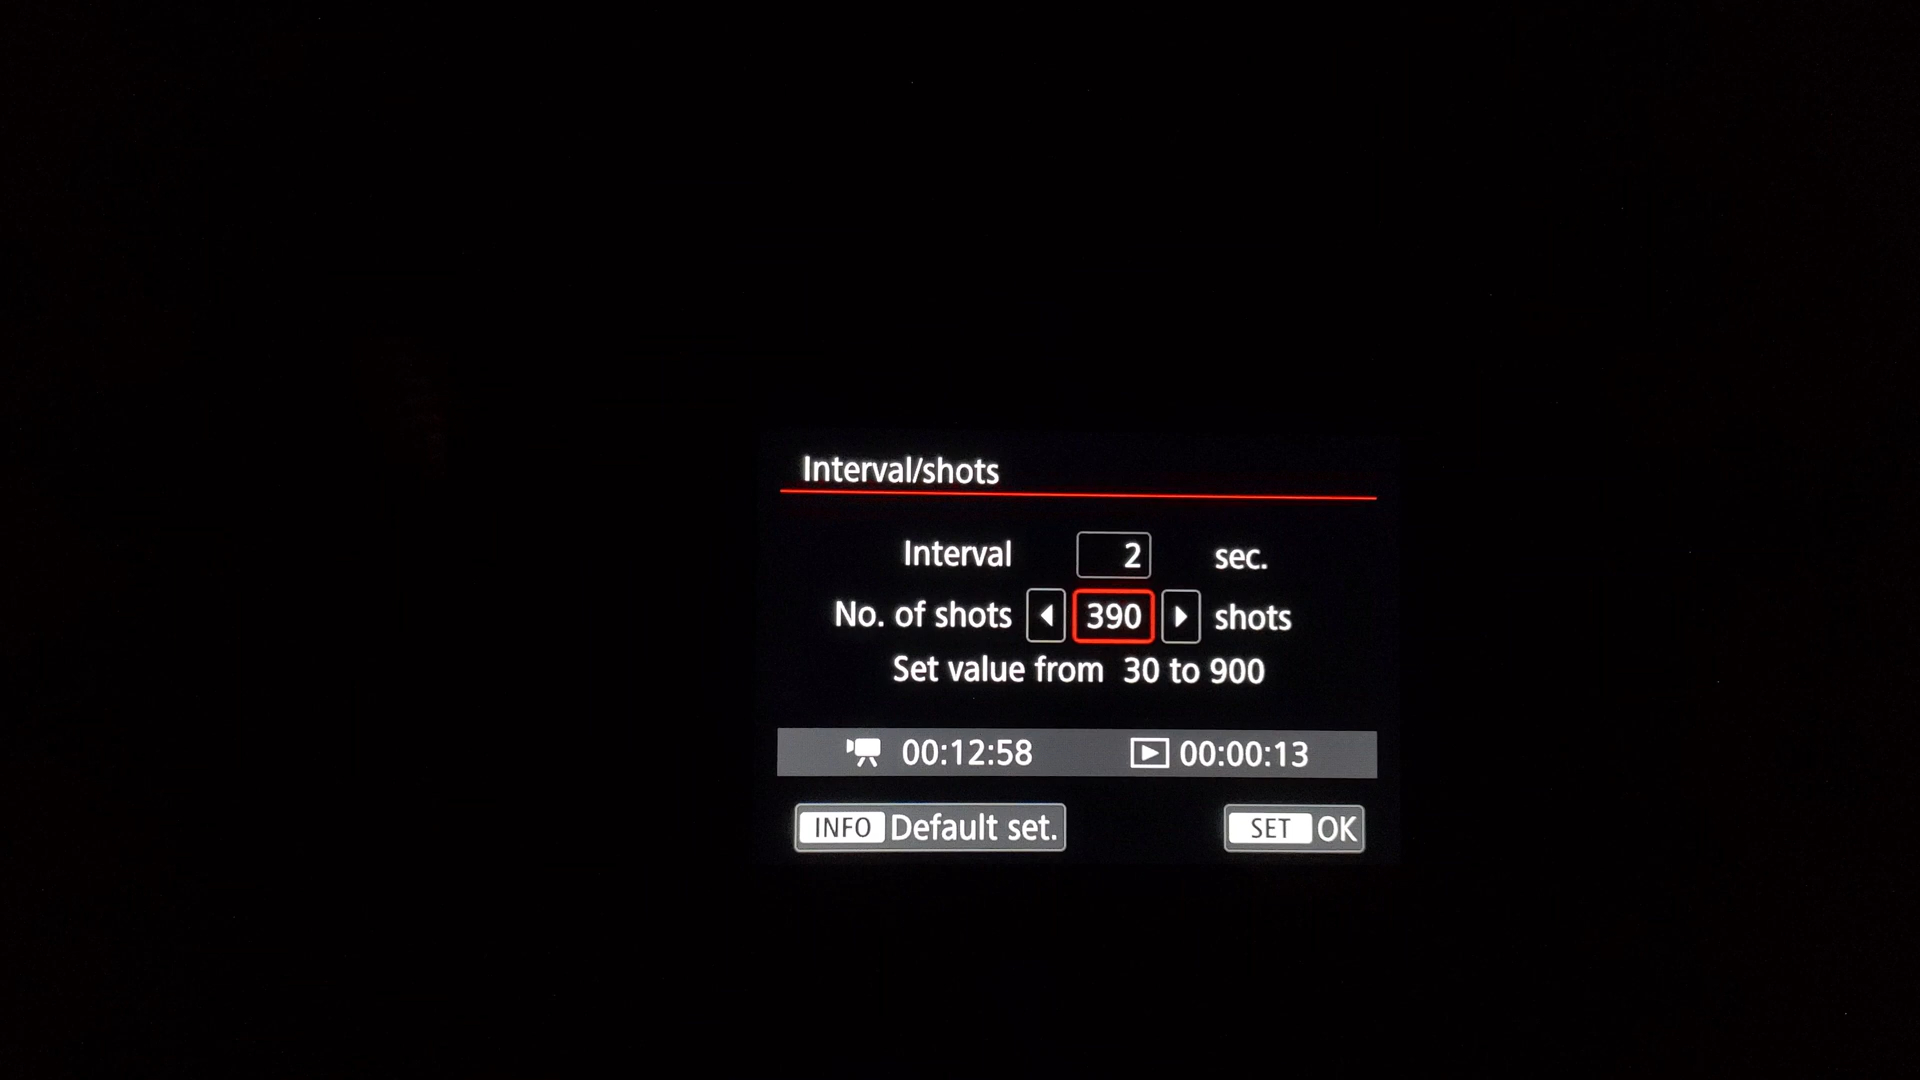 Interval/shots
Interval 2 sec.
No. of shots 390 shots
Set value from 30 to 900
00:12:58 00:00:13
INFO Default set. SET OK